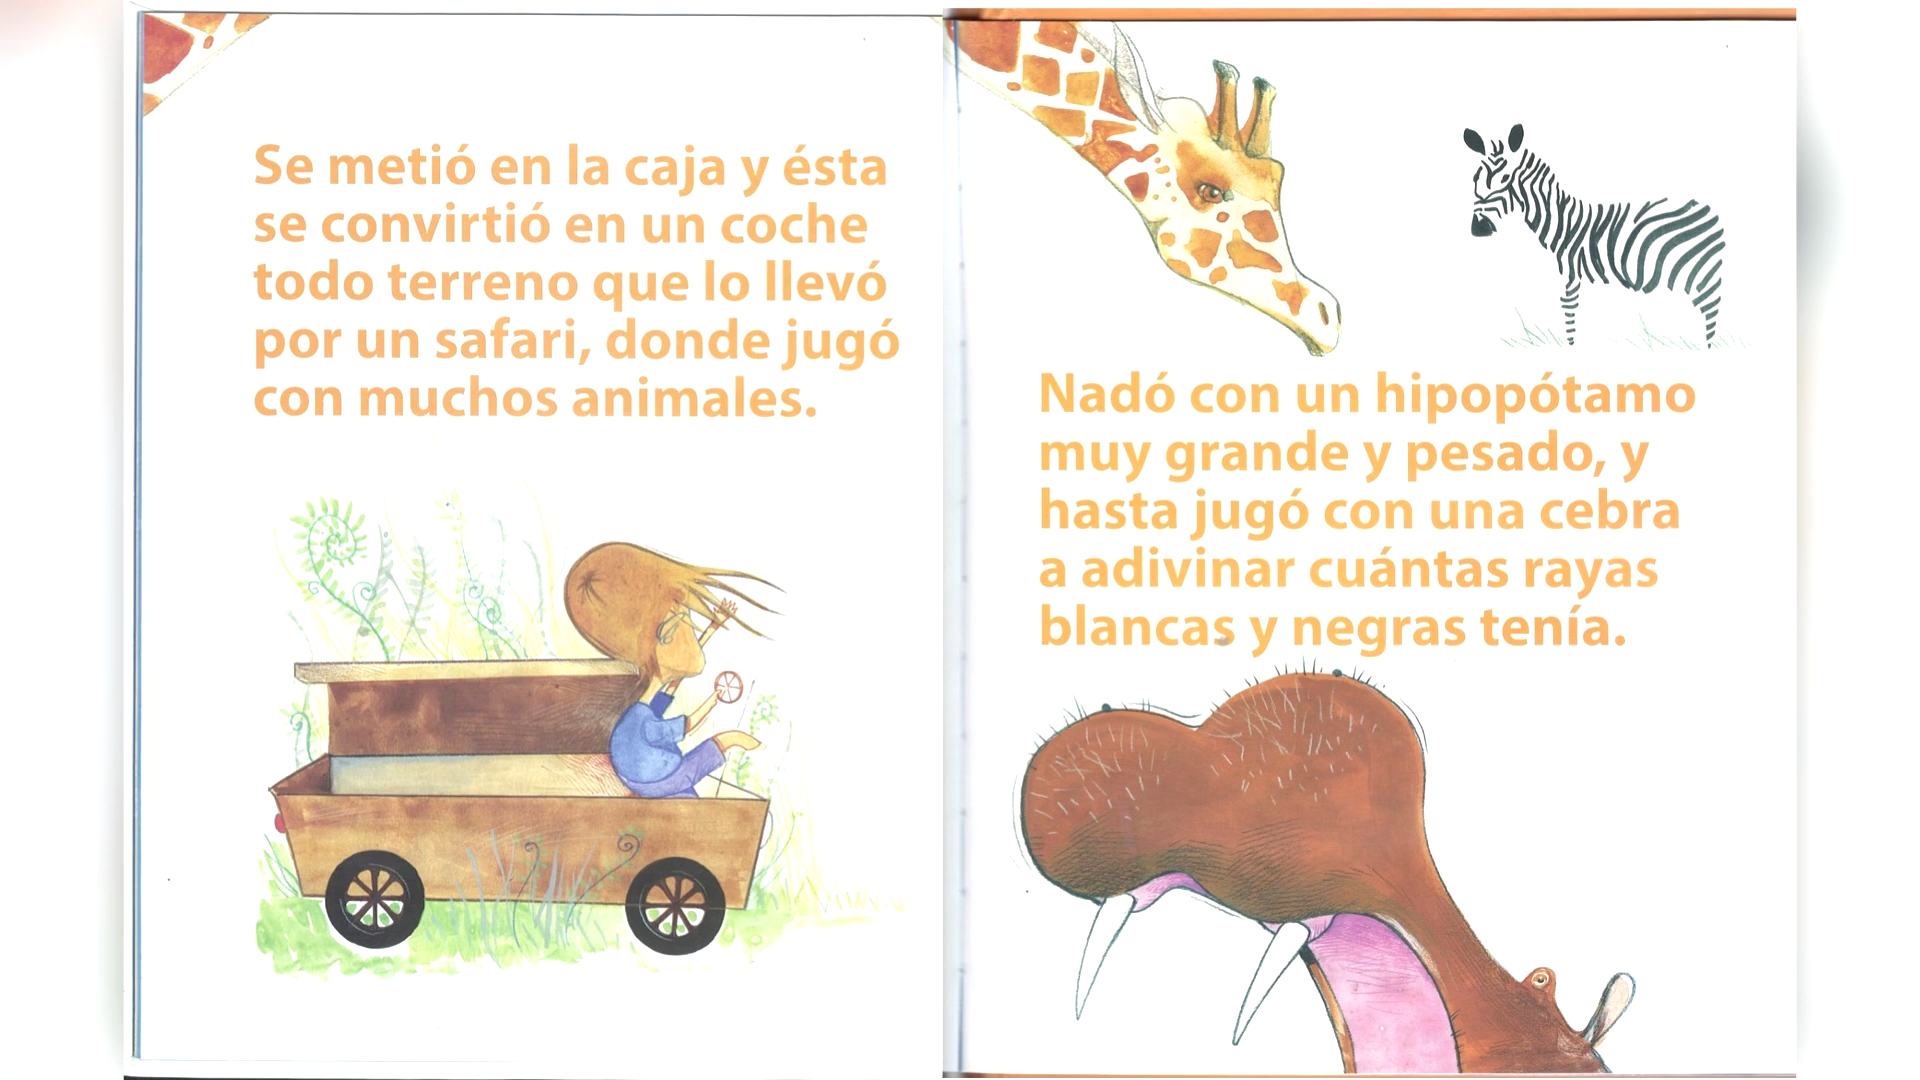 Se metió en la caja y ésta
se convirtió en un coche
todo terreno que lo llevó
por un safari, donde jugó
con muchos animales.
Nadó con un hipopótamo
muy grande y pesado, y
hasta jugó con una cebra
a adivinar cuántas rayas
blancas y negras tenía.